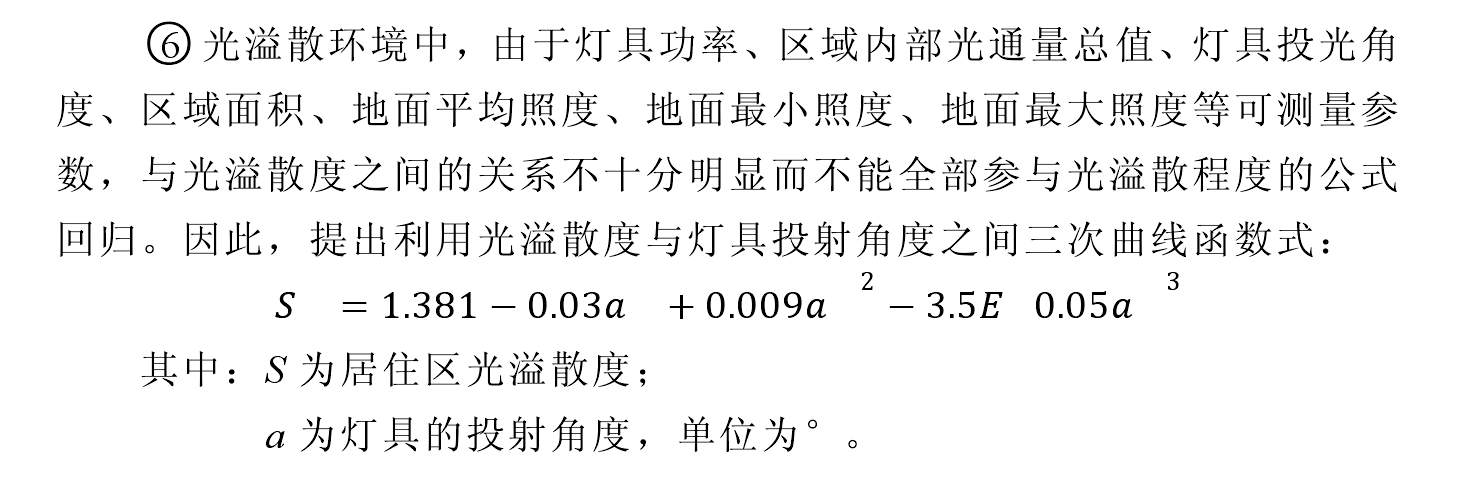 ⑥光溢散环境中，由于灯具功率、区域内部光通量总值、灯具投光角
度、区域面积、地面平均照度、地面最小照度、地面最大照度等可测量参
数，与光溢散度之间的关系不十分明显而不能全部参与光溢散程度的公式
回归。因此，提出利用光溢散度与灯具投射角度之间三次曲线函数式：
S = 1.381 − 0.03a + 0.009a ² − 3.5E 0.05a ³
其中：S 为居住区光溢散度；
a 为灯具的投射角度，单位为°。